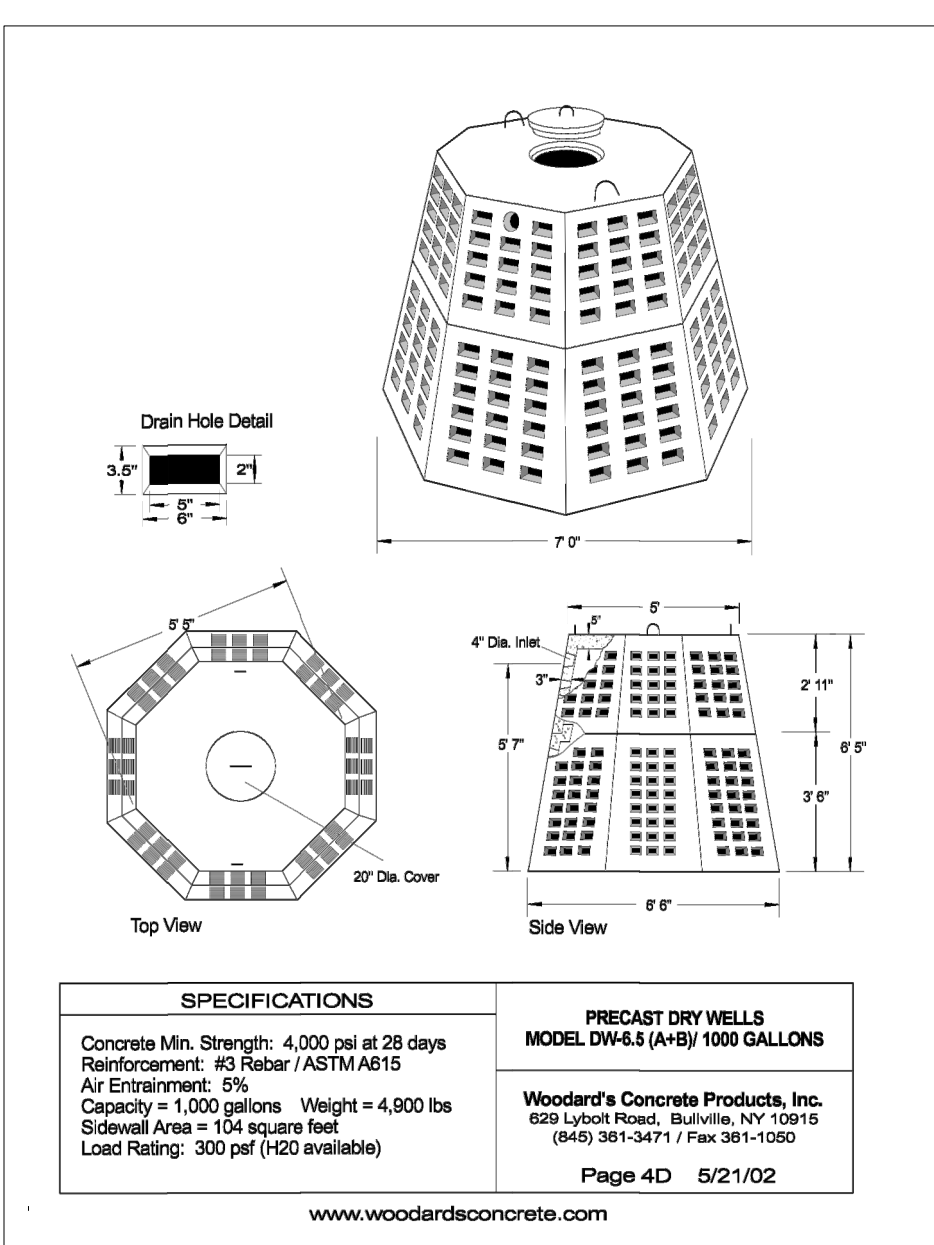 Drain Hole Detail
3.5"
2"
5"
6"
7' 0"
5' 5"
20" Dia. Cover
Top View
5'
5"
4" Dia. Inlet
3"
2' 11"
5' 7"
6' 5"
3' 6"
6' 6"
Side View
SPECIFICATIONS
Concrete Min. Strength: 4,000 psi at 28 days
Reinforcement: #3 Rebar / ASTM A615
Air Entrainment: 5%
Capacity = 1,000 gallons Weight = 4,900 lbs
Sidewall Area = 104 square feet
Load Rating: 300 psf (H20 available)
PRECAST DRY WELLS
MODEL DW-6.5 (A+B)/ 1000 GALLONS
Woodard's Concrete Products, Inc.
629 Lybolt Road, Bullville, NY 10915
(845) 361-3471 / Fax 361-1050
Page 4D 5/21/02
www.woodardsconcrete.com